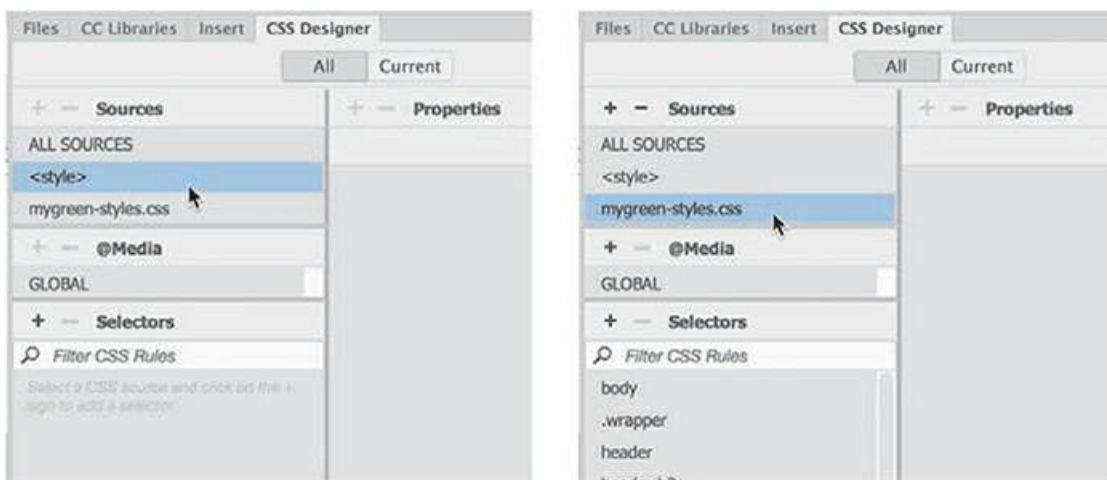 Files CC Libraries Insert CSS Designer
All Current
+ − Sources
+ − Properties
ALL SOURCES
<style>
mygreen-styles.css
+ − @Media
GLOBAL
+ − Selectors
Filter CSS Rules
Select a CSS source and click on the +
sign to add a selector.
Files CC Libraries Insert CSS Designer
All Current
+ − Sources
+ − Properties
ALL SOURCES
<style>
mygreen-styles.css
+ − @Media
GLOBAL
+ − Selectors
Filter CSS Rules
body
.wrapper
header